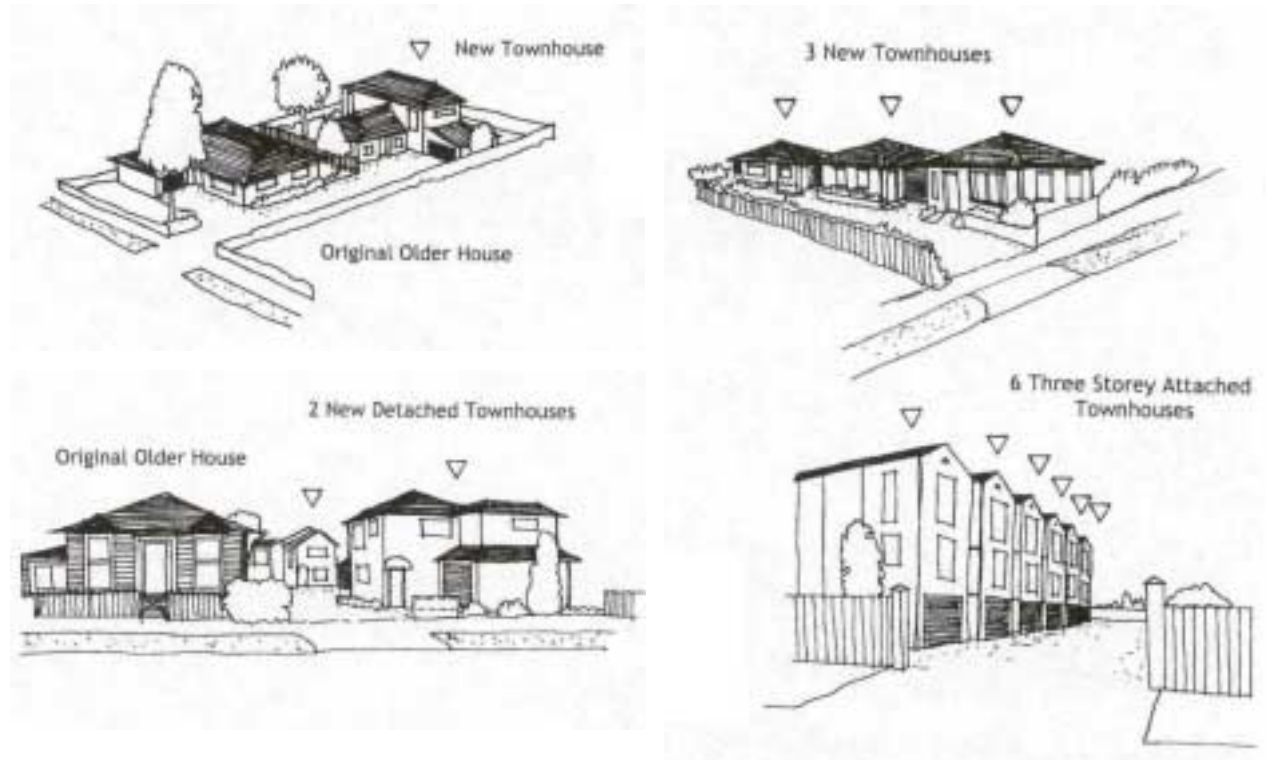 New Townhouse
Original Older House
3 New Townhouses
2 New Detached Townhouses
Original Older House
6 Three Storey Attached
Townhouses